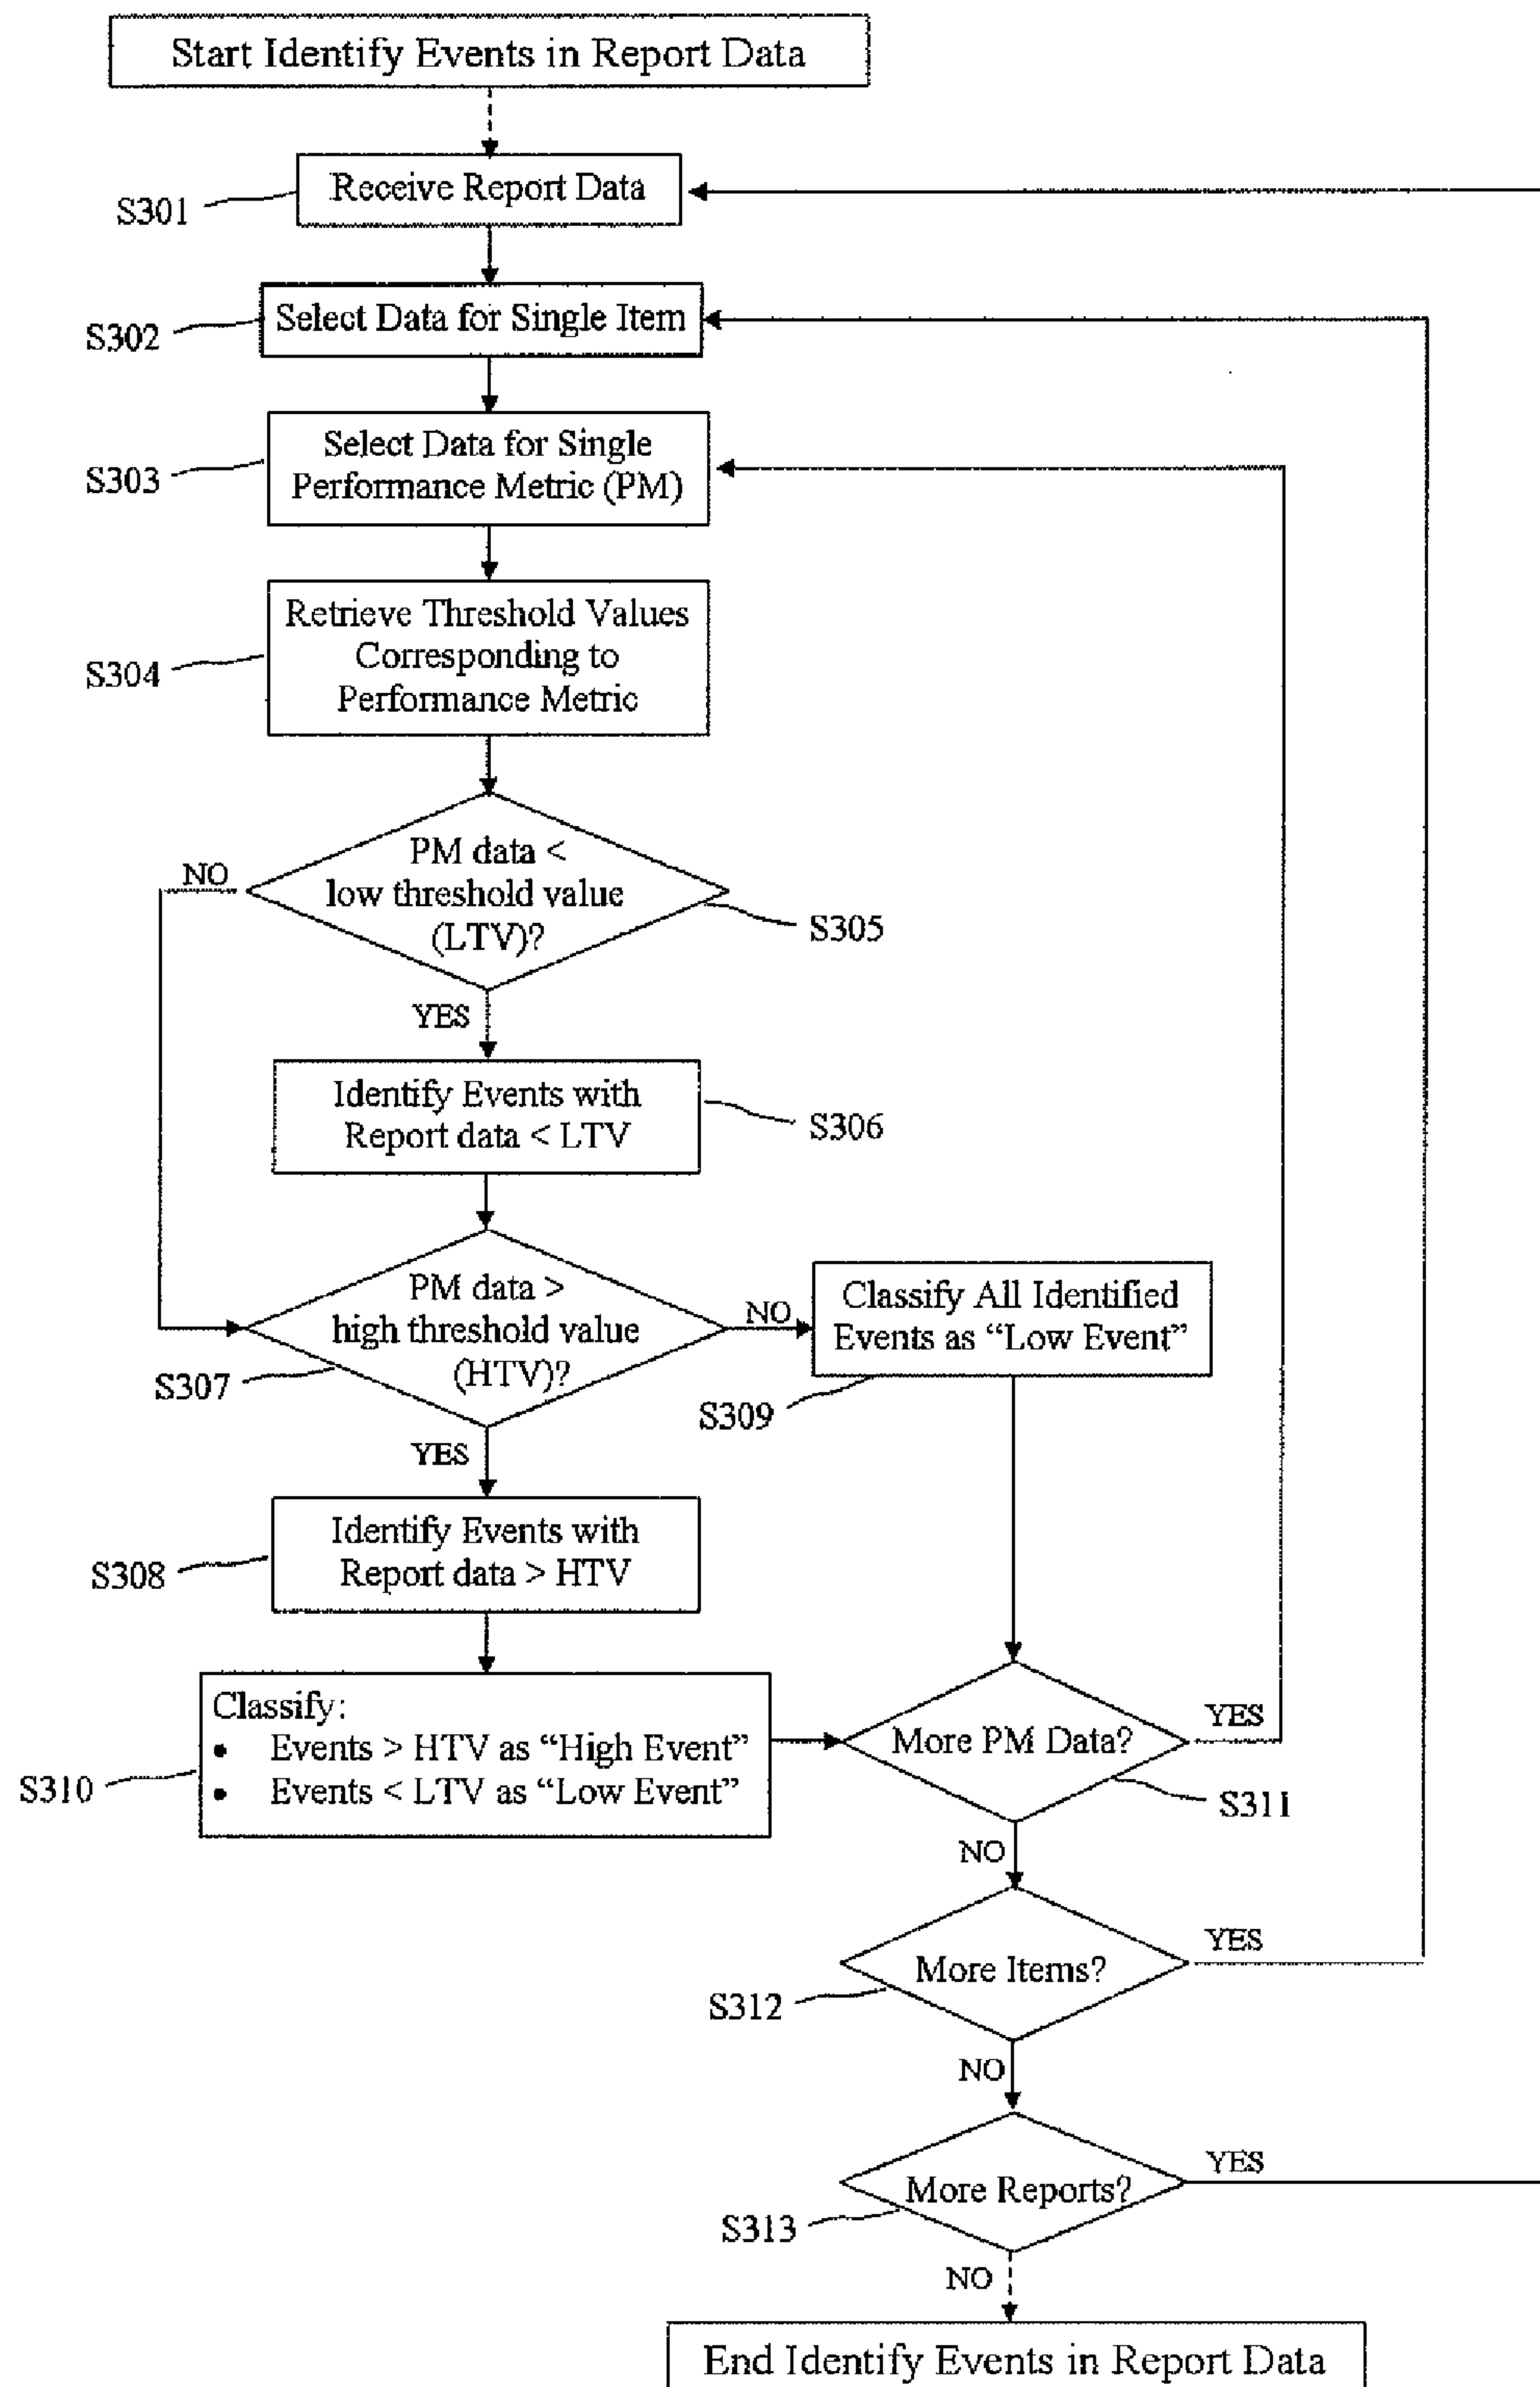 Start Identify Events in Report Data
Receive Report Data
S301
Select Data for Single Item
S302
Select Data for Single
Performance Metric (PM)
S303
Retrieve Threshold Values
Corresponding to
Performance Metric
S304
NO
PM data <
low threshold value
(LTV)?
S305
YES
Identify Events with
Report data < LTV
S306
PM data >
high threshold value
(HTV)?
S307
NO
Classify All Identified
Events as “Low Event”
S309
YES
Identify Events with
Report data > HTV
S308
Classify:
• Events > HTV as “High Event”
• Events < LTV as “Low Event”
S310
More PM Data?
YES
S311
NO
More Items?
YES
S312
NO
More Reports?
YES
S313
NO
End Identify Events in Report Data